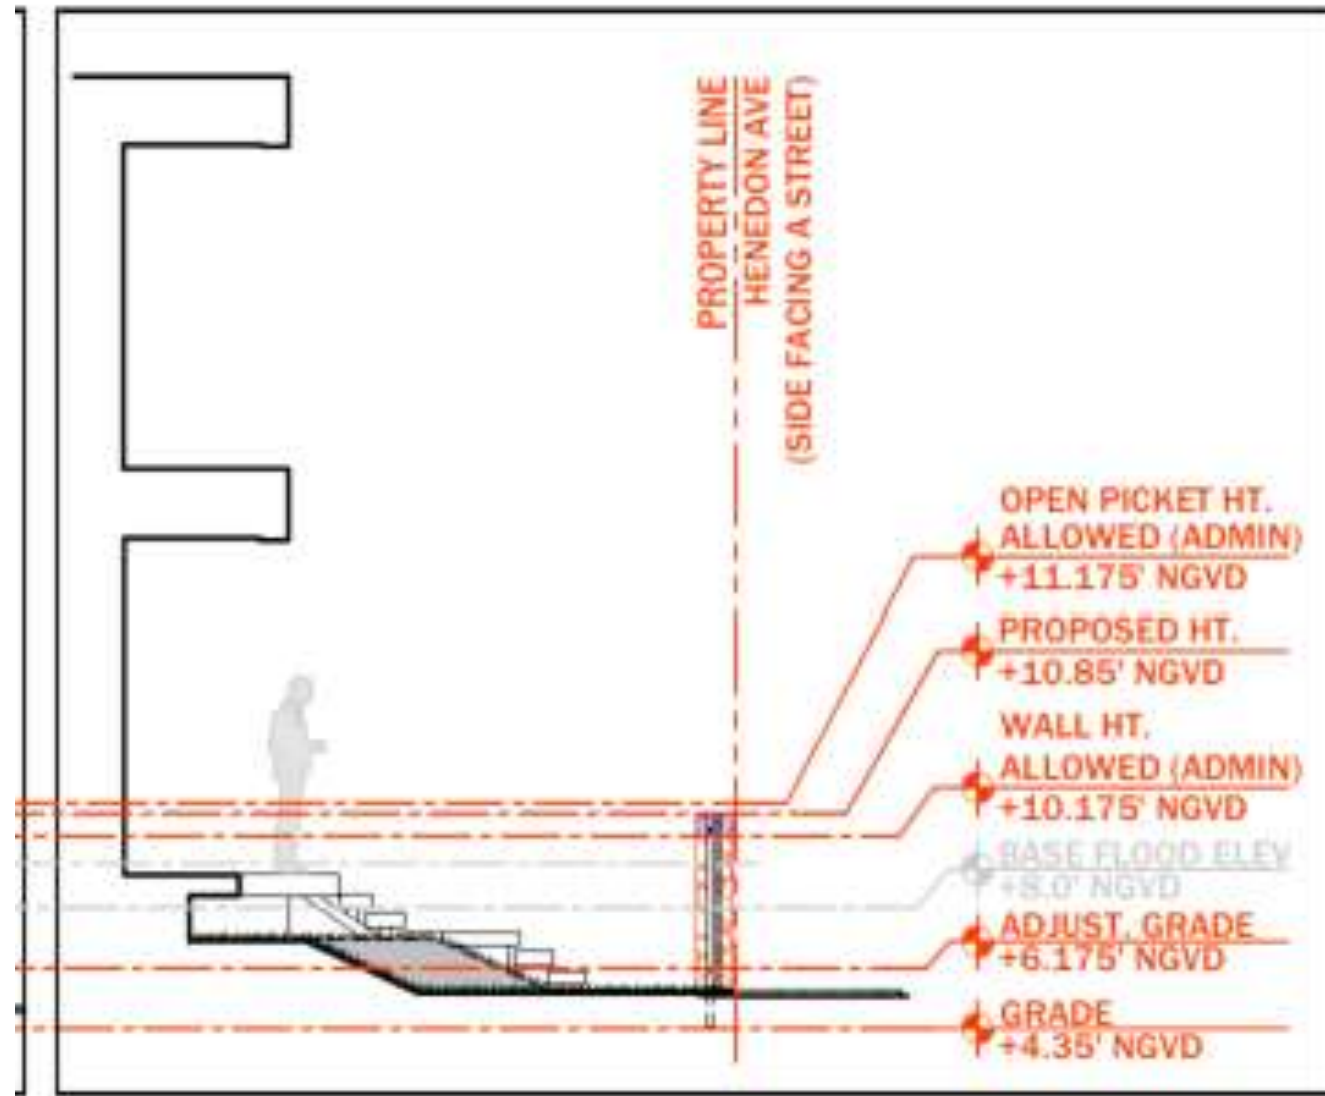 PROPERTY LINE
HENEDON AVE
(SIDE FACING A STREET)
OPEN PICKET HT.
ALLOWED (ADMIN)
+11.175' NGVD
PROPOSED HT.
+10.85' NGVD
WALL HT.
ALLOWED (ADMIN)
+10.175' NGVD
BASE FLOOD ELEV
+8.0' NGVD
ADJUST. GRADE
+6.175' NGVD
GRADE
+4.35' NGVD